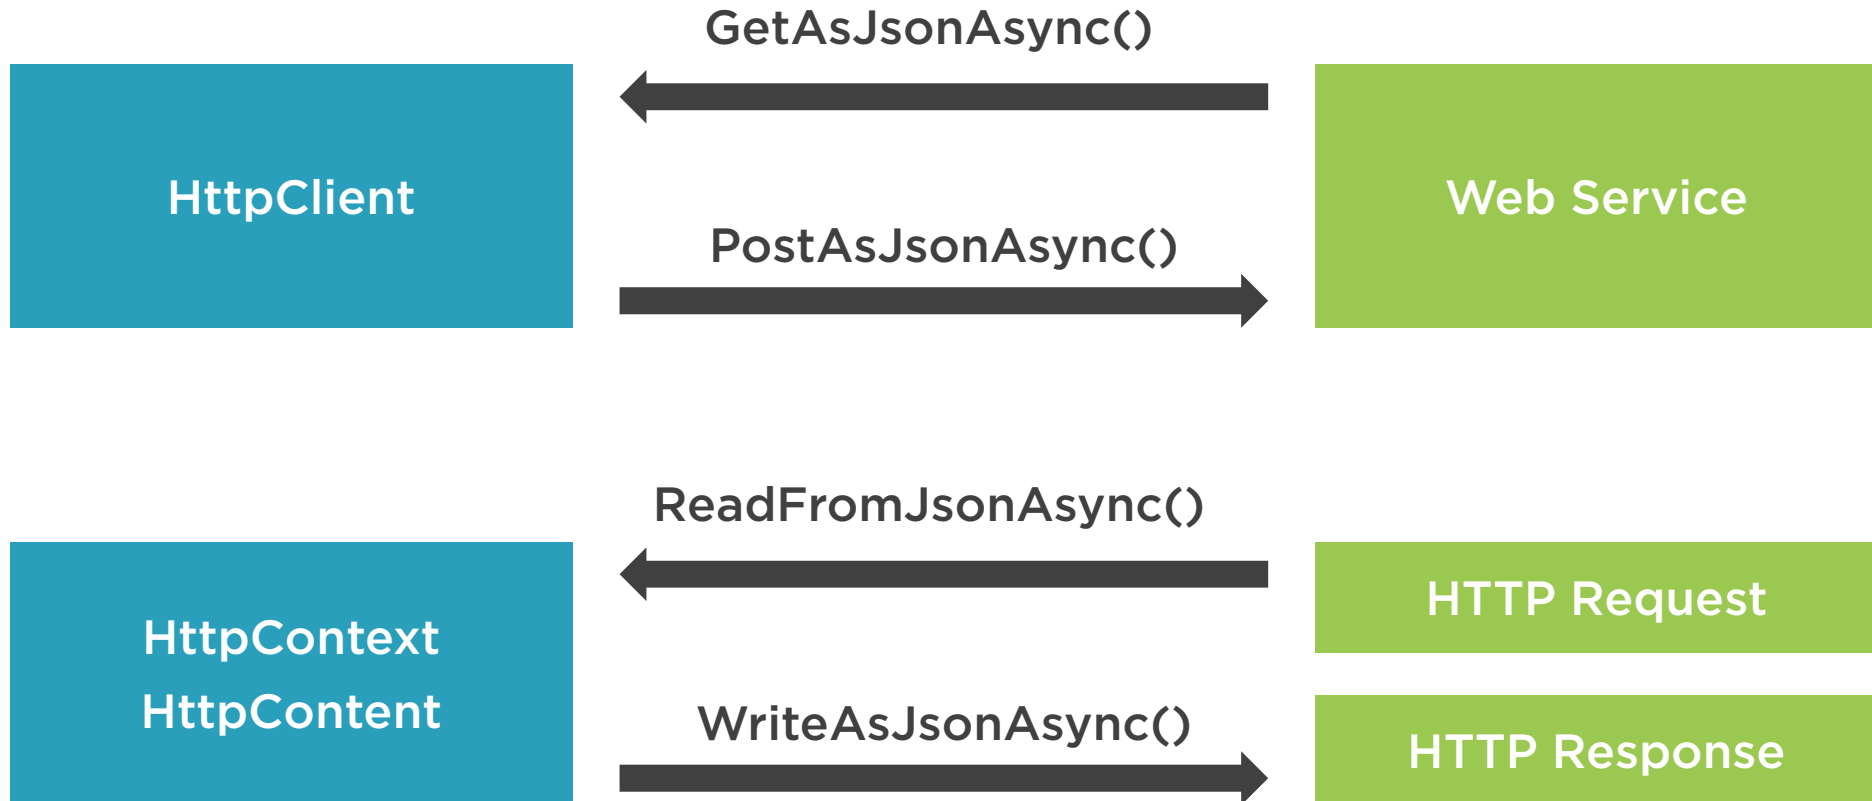 GetAsJsonAsync()
HttpClient
Web Service
PostAsJsonAsync()
ReadFromJsonAsync()
HttpContext
HttpContent
HTTP Request
WriteAsJsonAsync()
HTTP Response